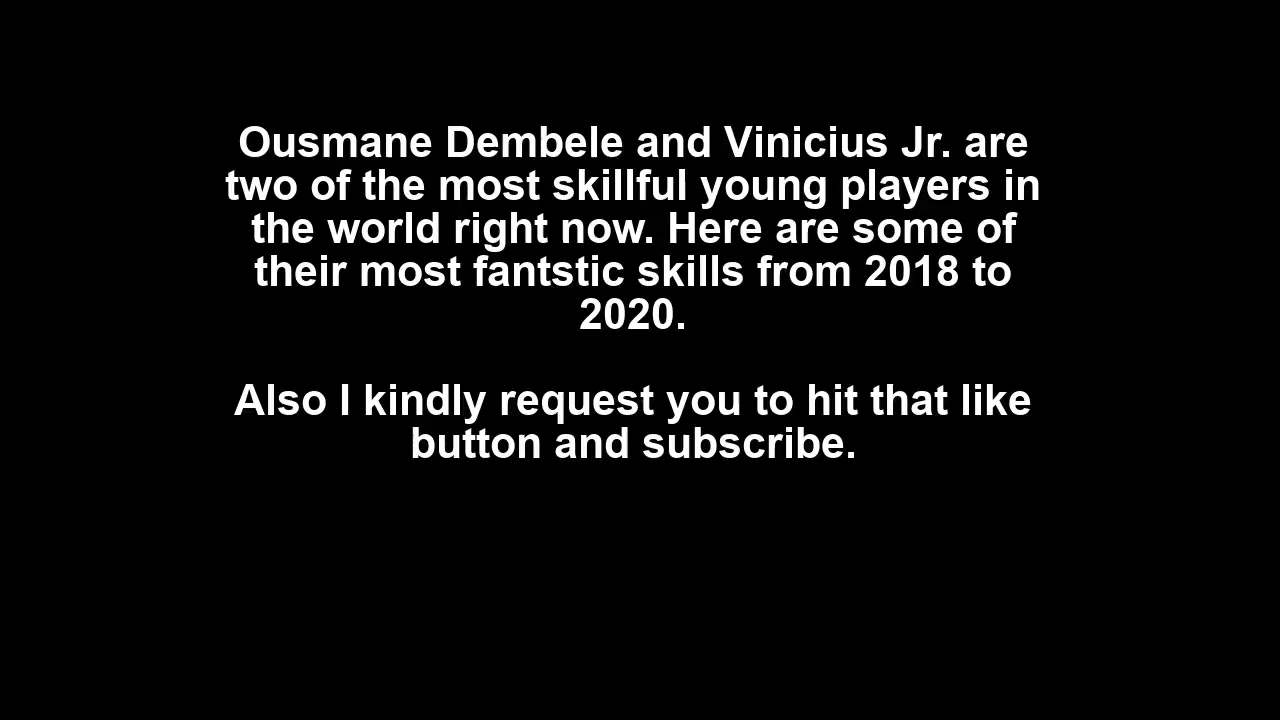 Ousmane Dembele and Vinicius Jr. are
two of the most skillful young players in
the world right now. Here are some of
their most fantstic skills from 2018 to
2020.
Also I kindly request you to hit that like
button and subscribe.